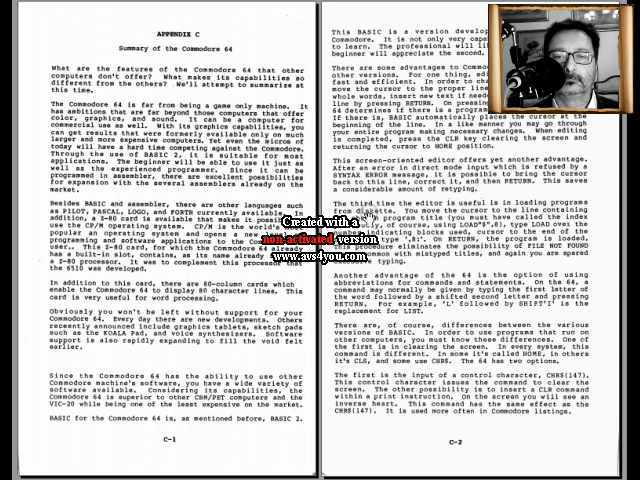 APPENDIX C
Summary of the Commodore 64
What are the features of the Commodore 64 that other
computers don't offer? What makes its capabilities so
different from the others? We'll attempt to summarize at
this time.
The Commodore 64 is far from being a game only machine. It
has ambitions that are far beyond those computers that offer
color, graphics, and sound. It can be a computer for
commercial use as well. With its graphics capabilities, you
can get results that were formerly available only on much
larger and more expensive computers. Yet even the micros of
today will have a hard time competing against the Commodore.
Through the use of BASIC 2, it is suitable for most
applications. The beginner will be able to use it just as
well as the experienced programmer. Since it can be
programmed in assembler, there are excellent possibilities
for expansion with the several assemblers already on the
market.
Besides BASIC and assembler, there are other languages such
as PILOT, PASCAL, LOGO, and FORTH currently available. In
addition, a Z-80 card is available that makes it possible
use the CP/M operating system. CP/M is the world's
popular an operating system and opens a new
programming and software applications to the Com
user. This Z-80 card, for which the Commodore 64 already
has a built-in slot, contains, as its name already
a Z-80 processor. It was to complement this processor that
the 6510 was developed.
In addition to this card, there are 80-column cards which
enable the Commodore 64 to display 80 character lines. This
card is very useful for word processing.
Obviously you won't be left without support for your
Commodore 64. Every day there are new developments. Others
recently announced include graphics tablets, sketch pads
such as the KOALA Pad, and voice synthesizers. Software
support is also rapidly expanding to fill the void felt
earlier.
Since the Commodore 64 has the ability to use other
Commodore machine's software, you have a wide variety of
software available. Considering its capabilities, the
Commodore 64 is superior to other CBM/PET computers and the
VIC-20 while being one of the least expensive on the market.
BASIC for the Commodore 64 is, as mentioned before, BASIC 2.
C-1
This BASIC is a version develop
Commodore. It is not only very capa
to learn. The professional will li
beginner will appreciate the second.
There are some advantages to Commo
other versions. For one thing, edi
fast and efficient. In order to cha
move the cursor to the proper line
whole words, insert new text if neede
line by pressing RETURN. On pressing
64 determines if there is a program
If there is, BASIC automatically places the cursor at the
beginning of the line. In a like manner you may go through
your entire program making necessary changes. When editing
is completed, press the CLR key clearing the screen and
returning the cursor to HOME position.
This screen-oriented editor offers yet another advantage.
After an error in direct mode input which is refused by a
SYNTAX ERROR message, it is possible to bring the cursor
back to this line, correct it, and then RETURN. This saves
a considerable amount of retyping.
The third time the editor is useful is in loading programs
from diskette. You move the cursor to the line containing
program title (you must have called the index
of course, using LOAD"$",8), type LOAD over the
number indicating blocks used, cursor to the end of the
type ',8:'. On RETURN, the program is loaded.
This procedure eliminates the possibility of FILE NOT FOUND
common with mistyped titles, and again you are spared
typing.
Another advantage of the 64 is the option of using
abbreviations for commands and statements. On the 64, a
command may normally be given by typing the first letter of
the word followed by a shifted second letter and pressing
RETURN. For example, 'L' followed by SHIFT'I' is the
replacement for LIST.
There are, of course, differences between the various
versions of BASIC. In order to use programs that run on
other computers, you must know these differences. One of
the first is in clearing the screen. In every system, this
command is different. In some it's called HOME, in others
it's CLS, and some use CHR$. The 64 has two options.
The first is the input of a control character, CHR$(147).
This control character issues the command to clear the
screen. The other possibility is to insert a CLR command
within a print instruction. On the screen you will see an
inverse heart. This command has the same effect as the
CHR$(147). It is used more often in Commodore listings.
C-2
Created with a
non-activated version
www.avs4you.com